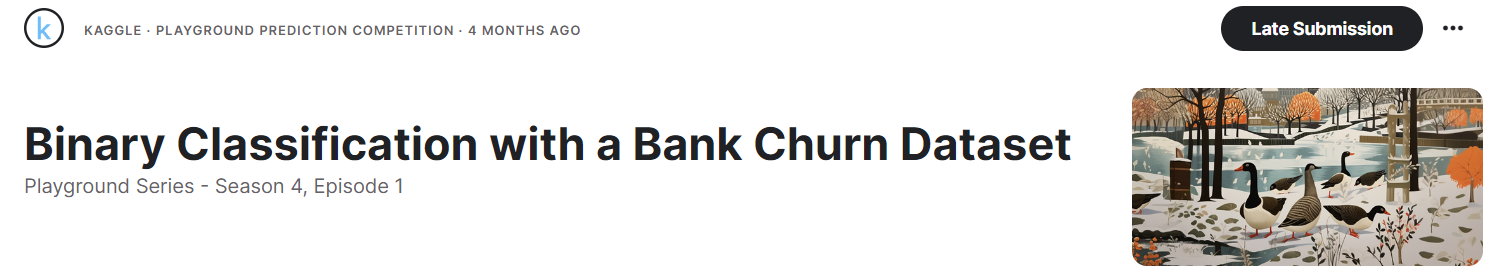 k
KAGGLE · PLAYGROUND PREDICTION COMPETITION · 4 MONTHS AGO
Late Submission
Binary Classification with a Bank Churn Dataset
Playground Series - Season 4, Episode 1